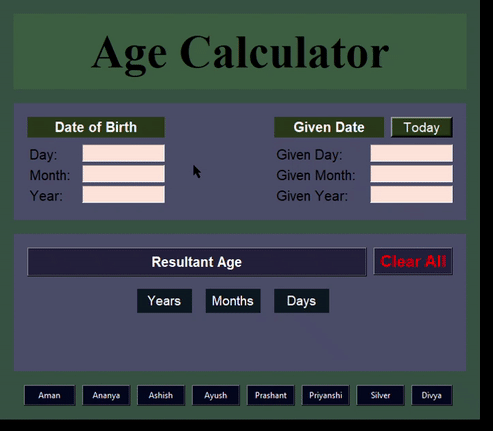 Age Calculator
Date of Birth
Given Date
Today
Day:
Given Day:
Month:
Given Month:
Year:
Given Year:
Resultant Age
Clear All
Years
Months
Days
Aman
Ananya
Ashish
Ayush
Prashant
Priyanshi
Silver
Divya